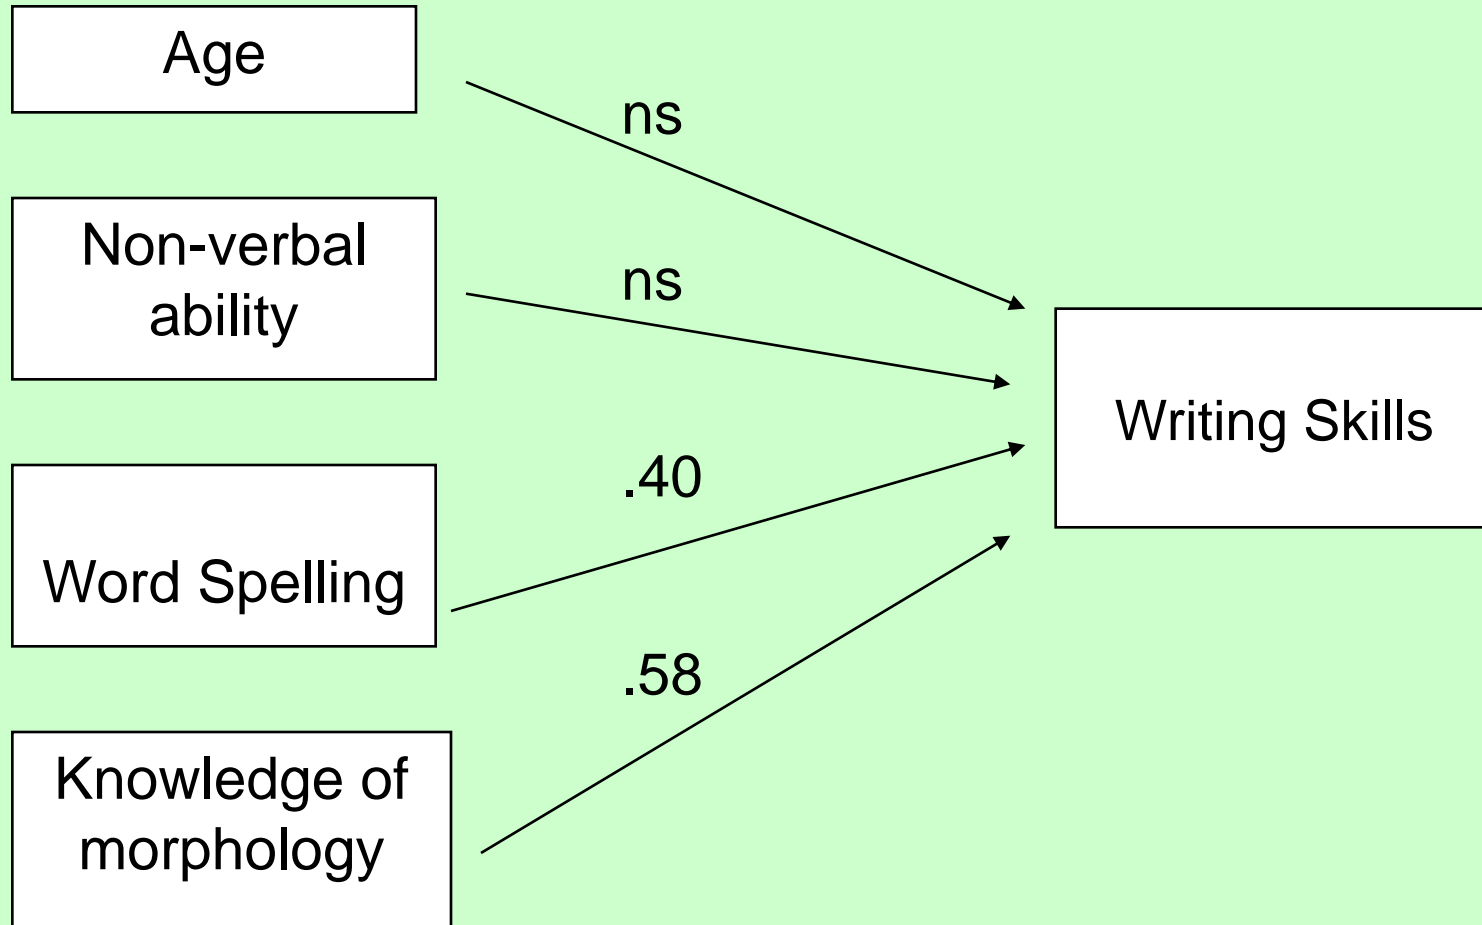 Age
ns
Non-verbal
ability
ns
Writing Skills
.40
Word Spelling
.58
Knowledge of
morphology